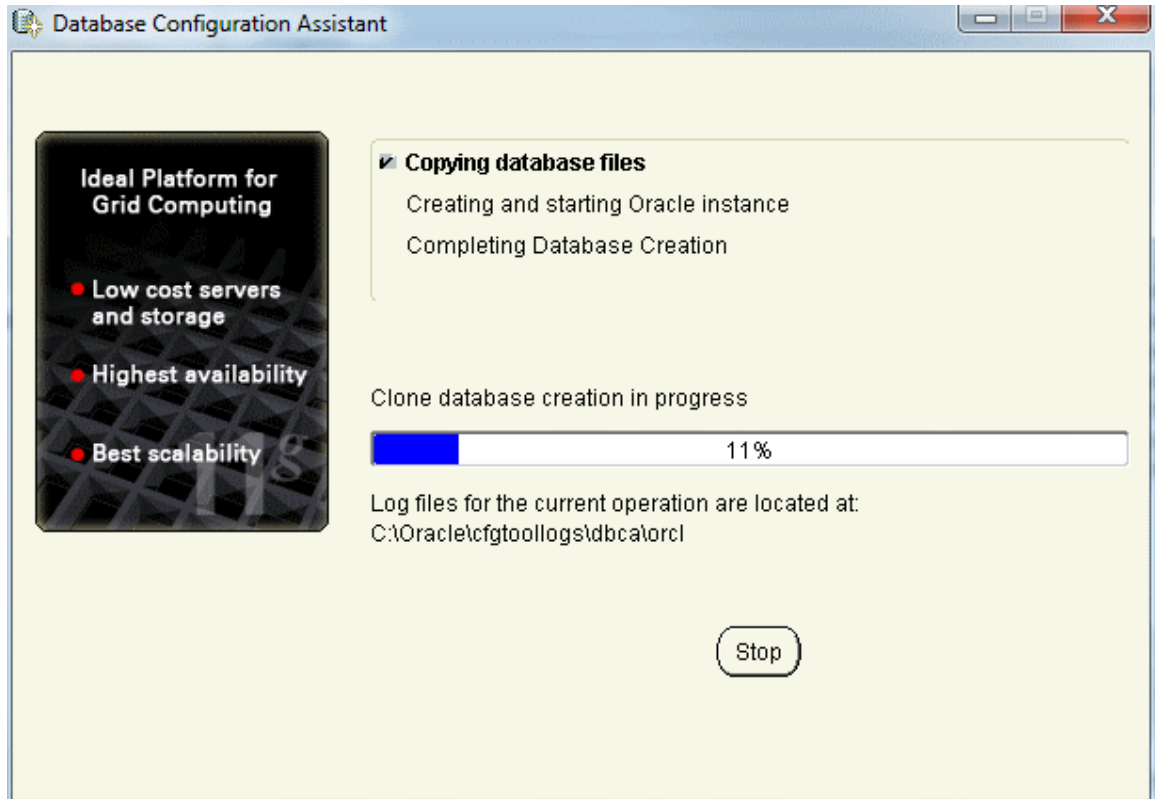 Database Configuration Assistant
Ideal Platform for
Grid Computing
Low cost servers
and storage
Highest availability
Best scalability
11g
Copying database files
Creating and starting Oracle instance
Completing Database Creation
Clone database creation in progress
11%
Log files for the current operation are located at:
C:\Oracle\cfgtoollogs\dbca\orcl
Stop